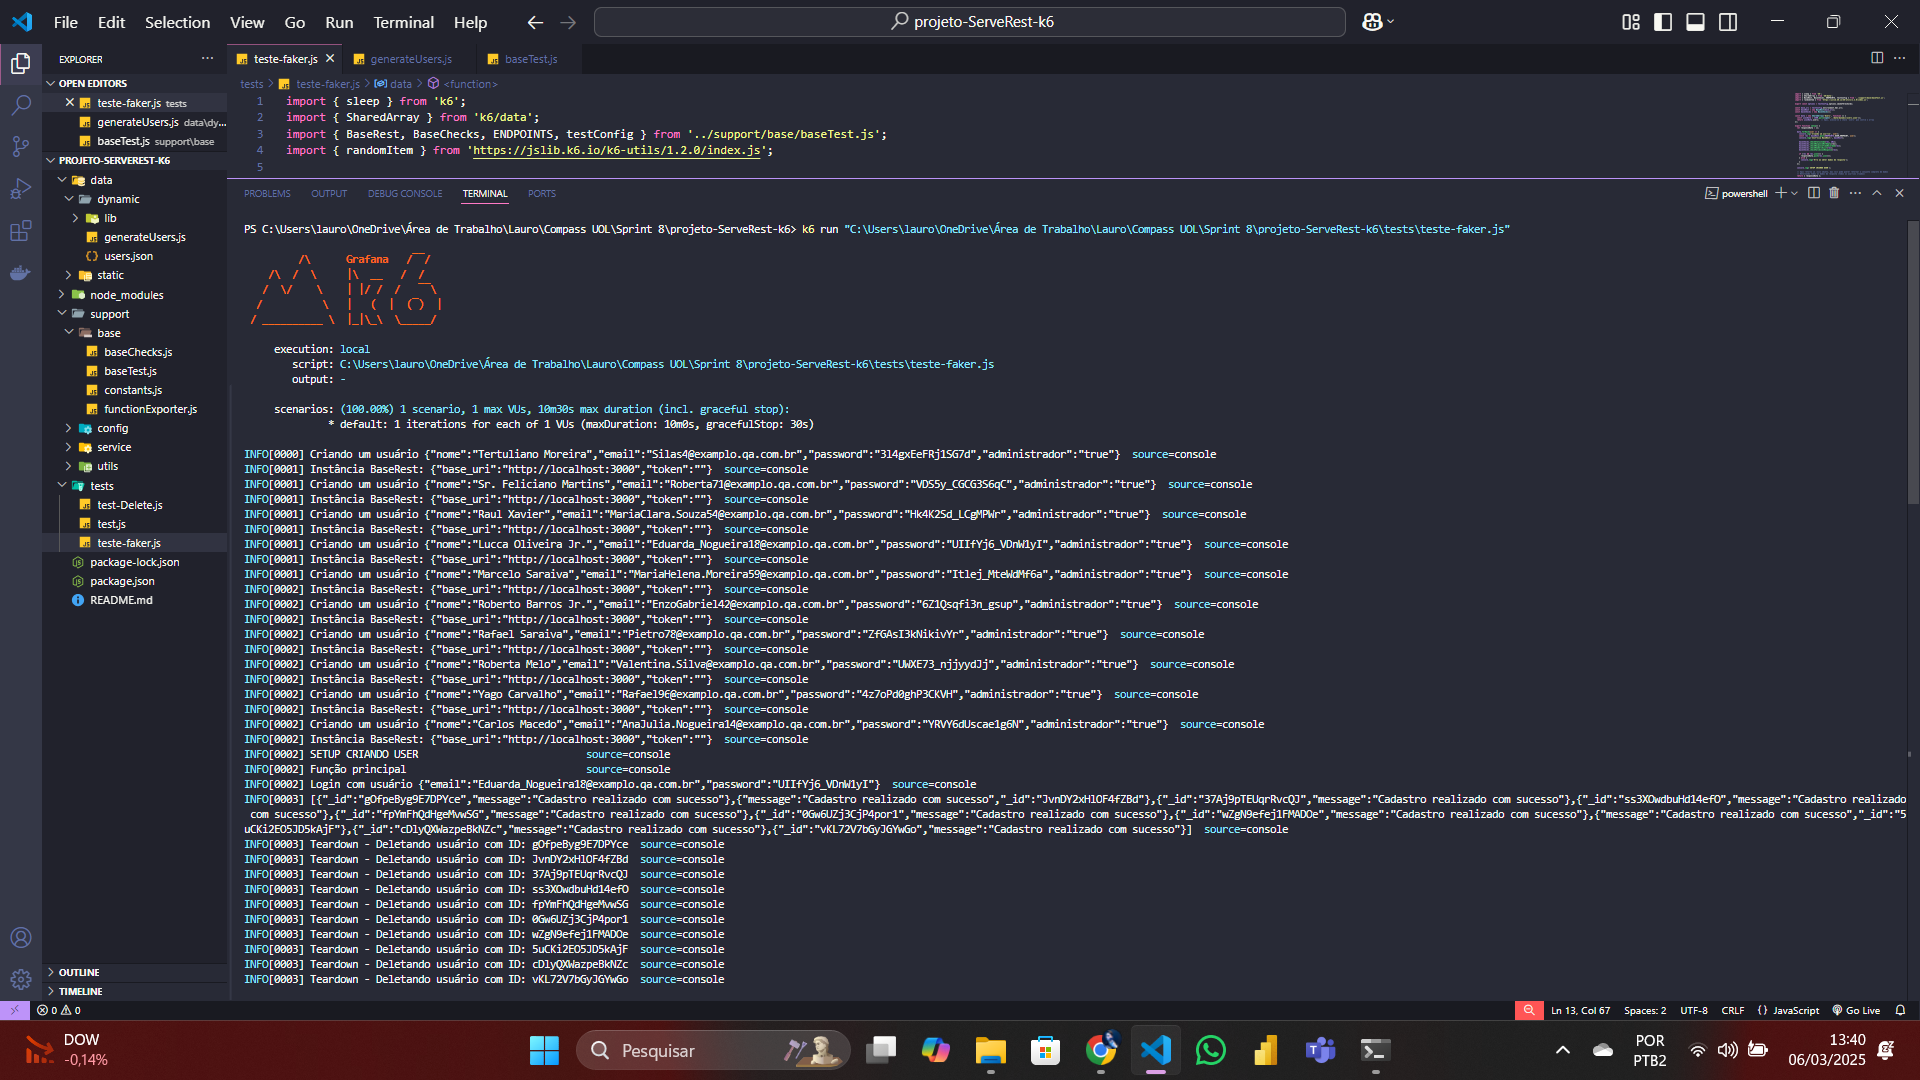 File Edit Selection View Go Run Terminal Help
projeto-ServeRest-k6
EXPLORER
teste-faker.js
generateUsers.js
baseTest.js
OPEN EDITORS
teste-faker.js tests
generateUsers.js data\dy...
baseTest.js support\base
PROJETO-SERVEREST-K6
data
dynamic
lib
generateUsers.js
users.json
static
node_modules
support
base
baseChecks.js
baseTest.js
constants.js
functionExporter.js
config
service
utils
tests
test-Delete.js
test.js
teste-faker.js
package-lock.json
package.json
README.md
OUTLINE
TIMELINE
tests > teste-faker.js > data > <function>
1 import { sleep } from 'k6';
2 import { SharedArray } from 'k6/data';
3 import { BaseRest, BaseChecks, ENDPOINTS, testConfig } from '../support/base/baseTest.js';
4 import { randomItem } from 'https://jslib.k6.io/k6-utils/1.2.0/index.js';
5
PROBLEMS OUTPUT DEBUG CONSOLE TERMINAL PORTS
powershell
PS C:\Users\lauro\OneDrive\Área de Trabalho\Lauro\Compass UOL\Sprint 8\projeto-ServeRest-k6> k6 run "C:\Users\lauro\OneDrive\Área de Trabalho\Lauro\Compass UOL\Sprint 8\projeto-ServeRest-k6\tests\teste-faker.js"
Grafana
k6
execution: local
script: C:\Users\lauro\OneDrive\Área de Trabalho\Lauro\Compass UOL\Sprint 8\projeto-ServeRest-k6\tests\teste-faker.js
output: -
scenarios: (100.00%) 1 scenario, 1 max VUs, 10m30s max duration (incl. graceful stop):
* default: 1 iterations for each of 1 VUs (maxDuration: 10m0s, gracefulStop: 30s)
INFO[0000] Criando um usuário {"nome":"Tertuliano Moreira","email":"Silas4@examplo.qa.com.br","password":"3l4gxEeFRj1SG7d","administrador":"true"} source=console
INFO[0001] Instância BaseRest: {"base_uri":"http://localhost:3000","token":""} source=console
INFO[0001] Criando um usuário {"nome":"Sr. Feliciano Martins","email":"Roberta71@examplo.qa.com.br","password":"VDS5y_CGCG3S6qC","administrador":"true"} source=console
INFO[0001] Instância BaseRest: {"base_uri":"http://localhost:3000","token":""} source=console
INFO[0001] Criando um usuário {"nome":"Raul Xavier","email":"MariaClara.Souza54@examplo.qa.com.br","password":"Hk4K2Sd_LCgMPWr","administrador":"true"} source=console
INFO[0001] Instância BaseRest: {"base_uri":"http://localhost:3000","token":""} source=console
INFO[0001] Criando um usuário {"nome":"Lucca Oliveira Jr.","email":"Eduarda_Nogueira18@examplo.qa.com.br","password":"UIIfYj6_VDnW1yI","administrador":"true"} source=console
INFO[0001] Instância BaseRest: {"base_uri":"http://localhost:3000","token":""} source=console
INFO[0001] Criando um usuário {"nome":"Marcelo Saraiva","email":"MariaHelena.Moreira59@examplo.qa.com.br","password":"Itlej_MteWdMf6a","administrador":"true"} source=console
INFO[0002] Instância BaseRest: {"base_uri":"http://localhost:3000","token":""} source=console
INFO[0002] Criando um usuário {"nome":"Roberto Barros Jr.","email":"EnzoGabriel42@examplo.qa.com.br","password":"6Z1Qsqfi3n_gsup","administrador":"true"} source=console
INFO[0002] Instância BaseRest: {"base_uri":"http://localhost:3000","token":""} source=console
INFO[0002] Criando um usuário {"nome":"Rafael Saraiva","email":"Pietro78@examplo.qa.com.br","password":"ZfGAsI3kNikivYr","administrador":"true"} source=console
INFO[0002] Instância BaseRest: {"base_uri":"http://localhost:3000","token":""} source=console
INFO[0002] Criando um usuário {"nome":"Roberta Melo","email":"Valentina.Silva@examplo.qa.com.br","password":"UWXE73_njjyydJj","administrador":"true"} source=console
INFO[0002] Instância BaseRest: {"base_uri":"http://localhost:3000","token":""} source=console
INFO[0002] Criando um usuário {"nome":"Yago Carvalho","email":"Rafael96@examplo.qa.com.br","password":"4z7oPd0ghP3CKVH","administrador":"true"} source=console
INFO[0002] Instância BaseRest: {"base_uri":"http://localhost:3000","token":""} source=console
INFO[0002] Criando um usuário {"nome":"Carlos Macedo","email":"AnaJulia.Nogueira14@examplo.qa.com.br","password":"YRVY6dUscae1g6N","administrador":"true"} source=console
INFO[0002] Instância BaseRest: {"base_uri":"http://localhost:3000","token":""} source=console
INFO[0002] SETUP CRIANDO USER source=console
INFO[0002] Função principal source=console
INFO[0002] Login com usuário {"email":"Eduarda_Nogueira18@examplo.qa.com.br","password":"UIIfYj6_VDnW1yI"} source=console
INFO[0003] [{"_id":"gOfpeByg9E7DPYce","message":"Cadastro realizado com sucesso"},{"message":"Cadastro realizado com sucesso","_id":"JvnDY2xHlOF4fZBd"},{"_id":"37Aj9pTEUqrRvcQJ","message":"Cadastro realizado com sucesso"},{"_id":"ss3XOwdbuHd14efO","message":"Cadastro realizado
com sucesso"},{"_id":"fpYmFhQdHgeMvwSG","message":"Cadastro realizado com sucesso"},{"_id":"0Gw6UZj3CjP4por1","message":"Cadastro realizado com sucesso"},{"_id":"wZgN9efej1FMADOe","message":"Cadastro realizado com sucesso"},{"message":"Cadastro realizado com sucesso","_id":"5
uCKi2EO5JD5kAjF"},{"_id":"cDlyQXWazpeBkNZc","message":"Cadastro realizado com sucesso"},{"_id":"vKL72V7bGyJGYwGo","message":"Cadastro realizado com sucesso"}] source=console
INFO[0003] Teardown - Deletando usuário com ID: gOfpeByg9E7DPYce source=console
INFO[0003] Teardown - Deletando usuário com ID: JvnDY2xHlOF4fZBd source=console
INFO[0003] Teardown - Deletando usuário com ID: 37Aj9pTEUqrRvcQJ source=console
INFO[0003] Teardown - Deletando usuário com ID: ss3XOwdbuHd14efO source=console
INFO[0003] Teardown - Deletando usuário com ID: fpYmFhQdHgeMvwSG source=console
INFO[0003] Teardown - Deletando usuário com ID: 0Gw6UZj3CjP4por1 source=console
INFO[0003] Teardown - Deletando usuário com ID: wZgN9efej1FMADOe source=console
INFO[0003] Teardown - Deletando usuário com ID: 5uCKi2EO5JD5kAjF source=console
INFO[0003] Teardown - Deletando usuário com ID: cDlyQXWazpeBkNZc source=console
INFO[0003] Teardown - Deletando usuário com ID: vKL72V7bGyJGYwGo source=console
0 0
Ln 13, Col 67 Spaces: 2 UTF-8 CRLF {} JavaScript Go Live
DOW
-0,14%
Pesquisar
POR
PTB2
13:40
06/03/2025